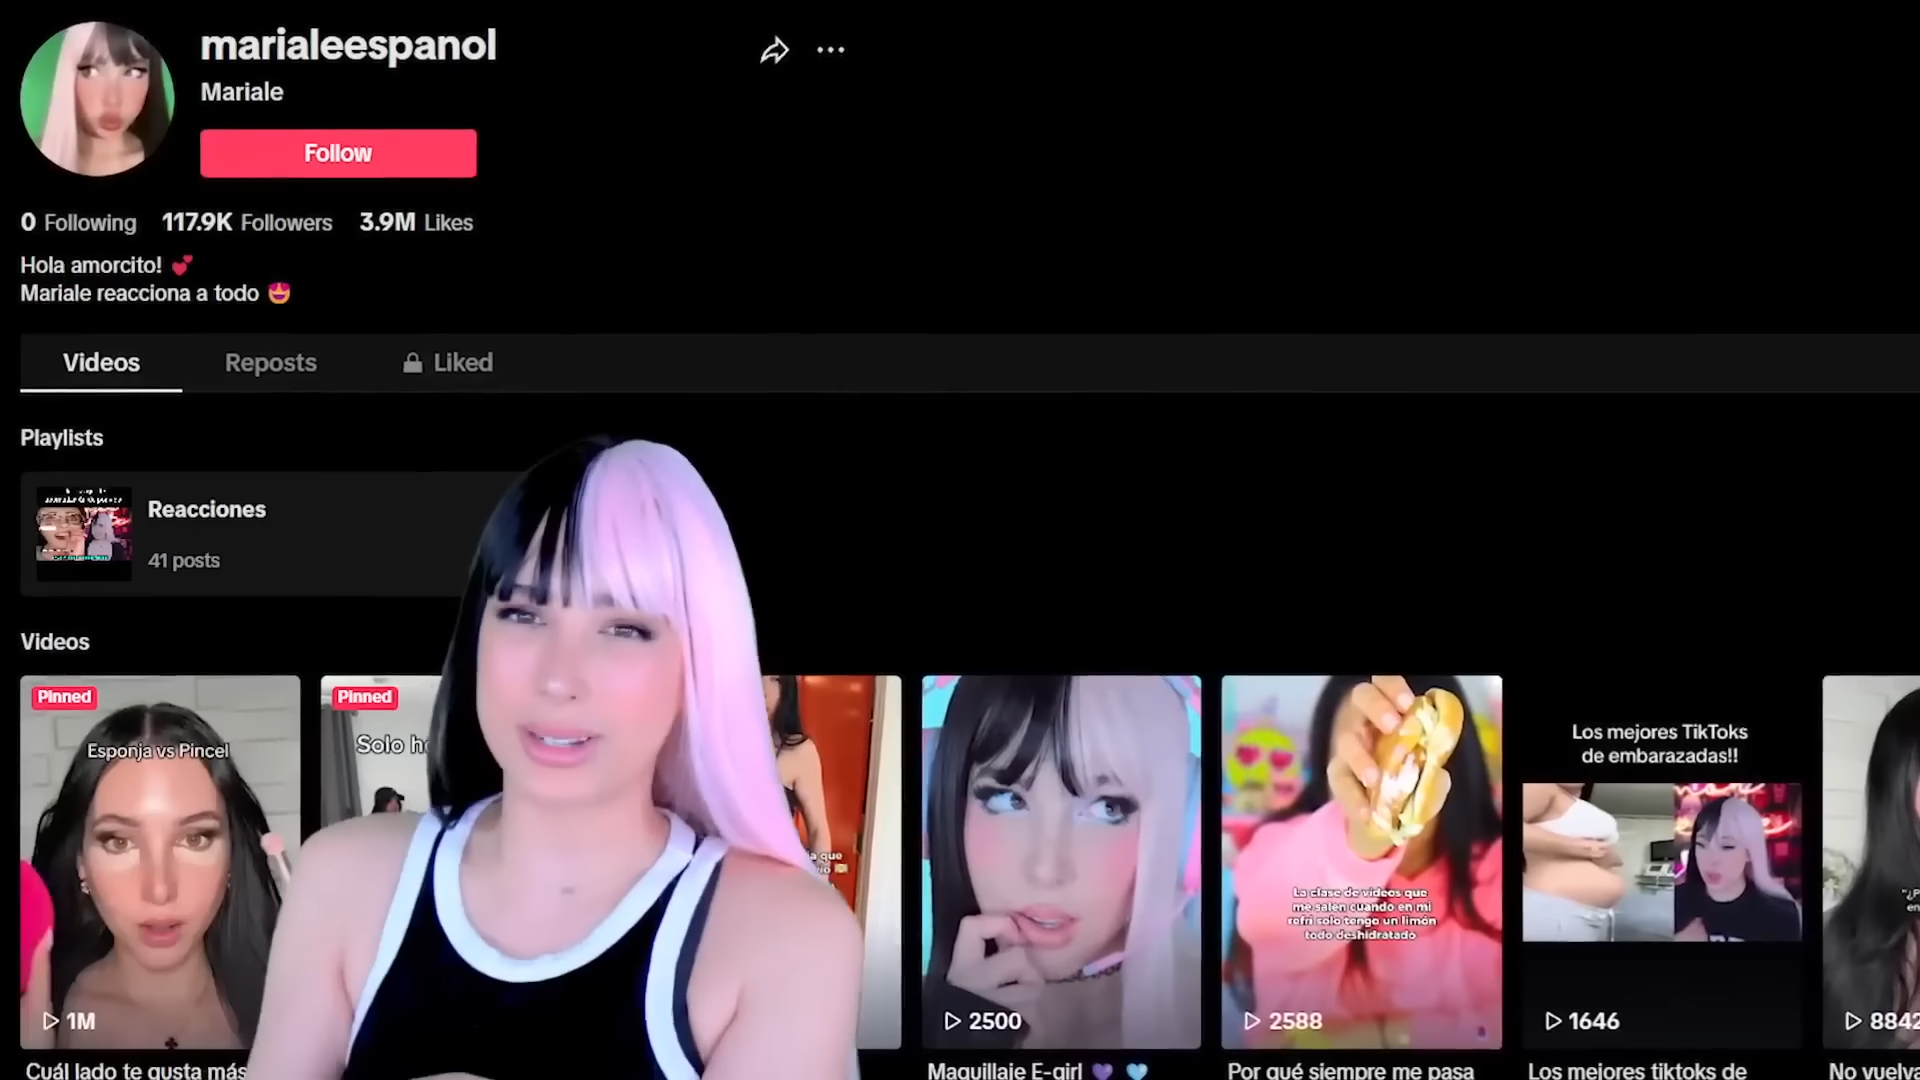 marialeespanol
Mariale
Follow
0 Following 117.9K Followers 3.9M Likes
Hola amorcito! 💕
Mariale reacciona a todo 😍
Videos Reposts Liked
Playlists
Reacciones
41 posts
Videos
Pinned
Esponja vs Pincel
1M
Cuál lado te gusta más
Pinned
Solo
a que
2500
Maquillaje E-girl 💜 🩵
La clase de videos que
me salen cuando en mi
refri solo tengo un limón
todo deshidratado
2588
Por qué siempre me pasa
Los mejores TikToks
de embarazadas!!
1646
Los mejores tiktoks de
8842
No vuelva